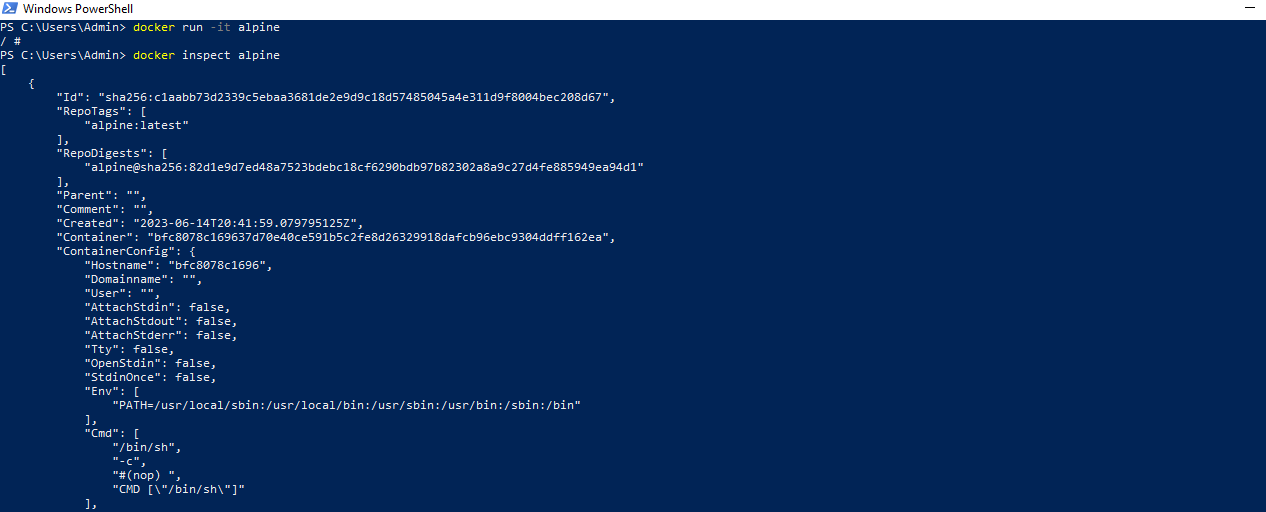 Windows PowerShell
PS C:\Users\Admin> docker run -it alpine
/ #
PS C:\Users\Admin> docker inspect alpine
[
    {
        "Id": "sha256:c1aabb73d2339c5ebaa3681de2e9d9c18d57485045a4e311d9f8004bec208d67",
        "RepoTags": [
            "alpine:latest"
        ],
        "RepoDigests": [
            "alpine@sha256:82d1e9d7ed48a7523bdebc18cf6290bdb97b82302a8a9c27d4fe885949ea94d1"
        ],
        "Parent": "",
        "Comment": "",
        "Created": "2023-06-14T20:41:59.079795125Z",
        "Container": "bfc8078c169637d70e40ce591b5c2fe8d26329918dafcb96ebc9304ddff162ea",
        "ContainerConfig": {
            "Hostname": "bfc8078c1696",
            "Domainname": "",
            "User": "",
            "AttachStdin": false,
            "AttachStdout": false,
            "AttachStderr": false,
            "Tty": false,
            "OpenStdin": false,
            "StdinOnce": false,
            "Env": [
                "PATH=/usr/local/sbin:/usr/local/bin:/usr/sbin:/usr/bin:/sbin:/bin"
            ],
            "Cmd": [
                "/bin/sh",
                "-c",
                "#(nop) ",
                "CMD [\"/bin/sh\"]"
            ],